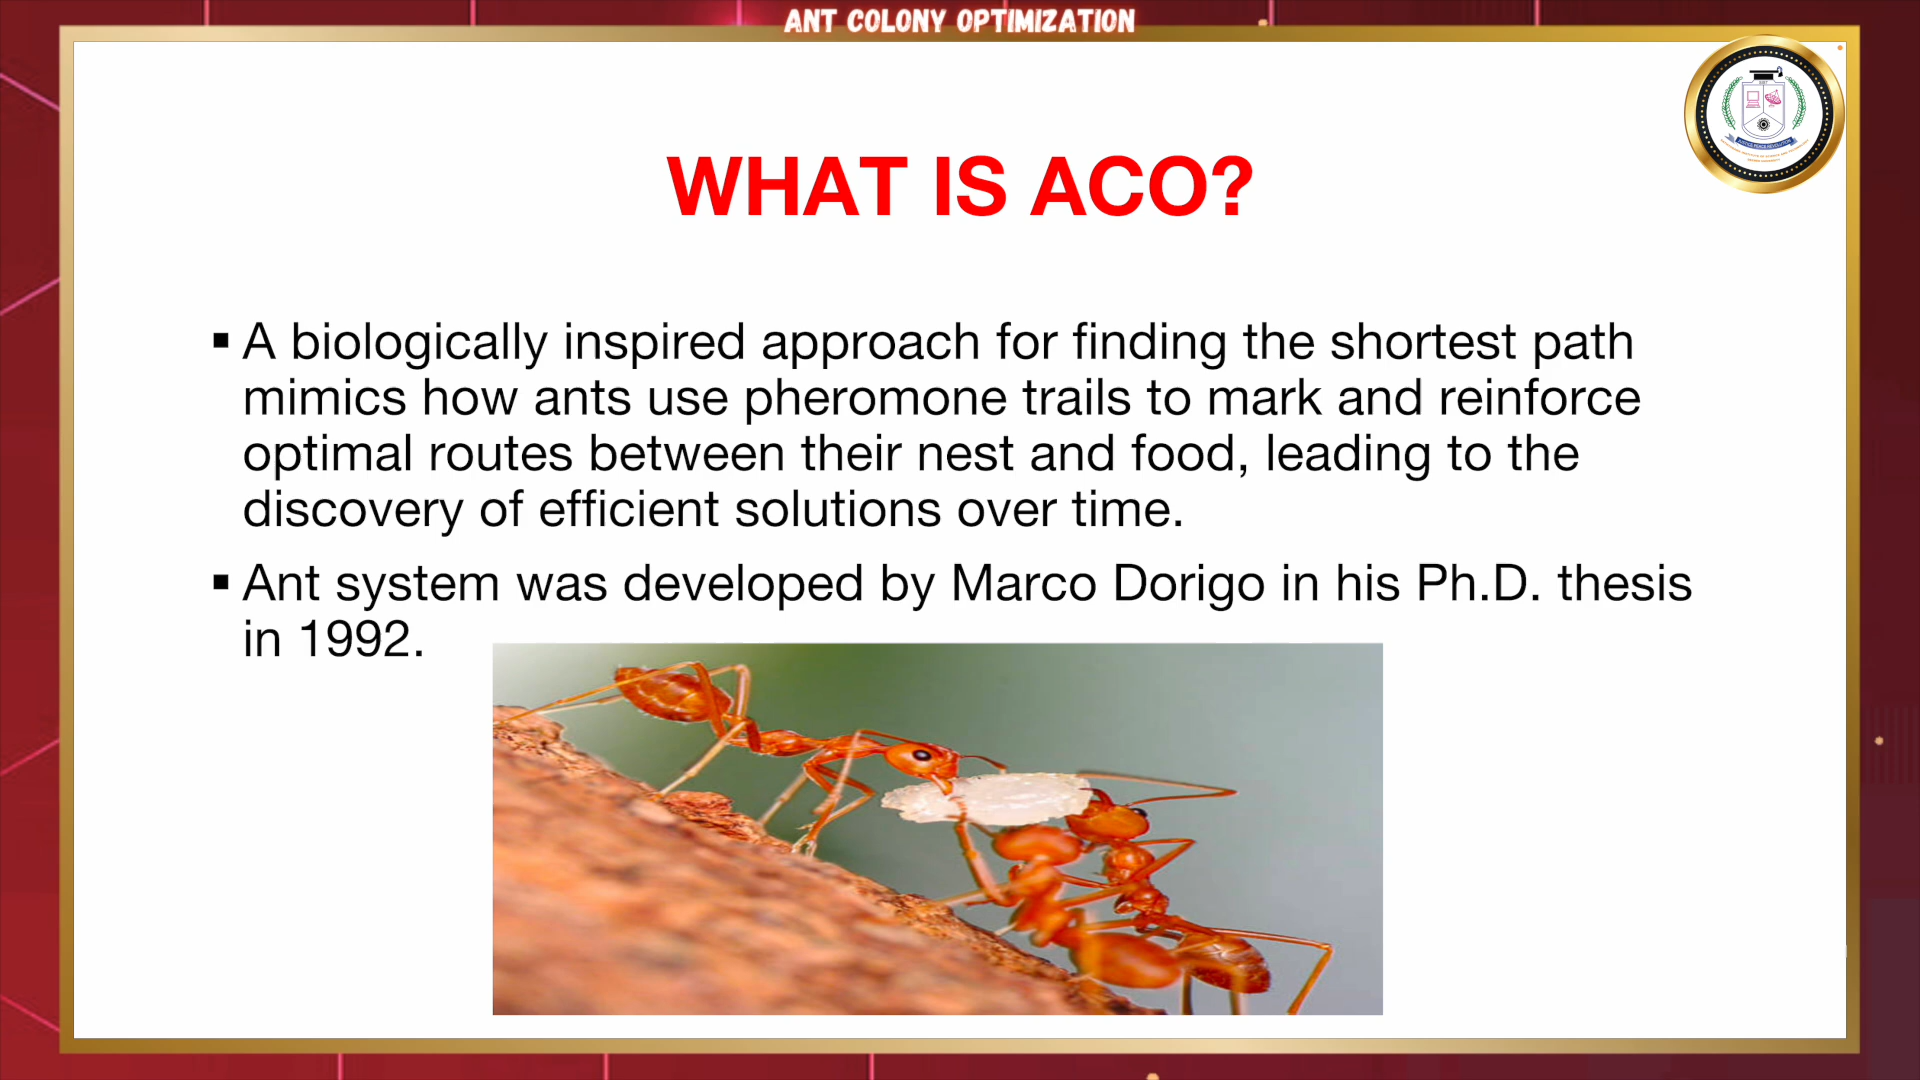 ANT COLONY OPTIMIZATION
WHAT IS ACO?
▪ A biologically inspired approach for finding the shortest path
mimics how ants use pheromone trails to mark and reinforce
optimal routes between their nest and food, leading to the
discovery of efficient solutions over time.
▪ Ant system was developed by Marco Dorigo in his Ph.D. thesis
in 1992.